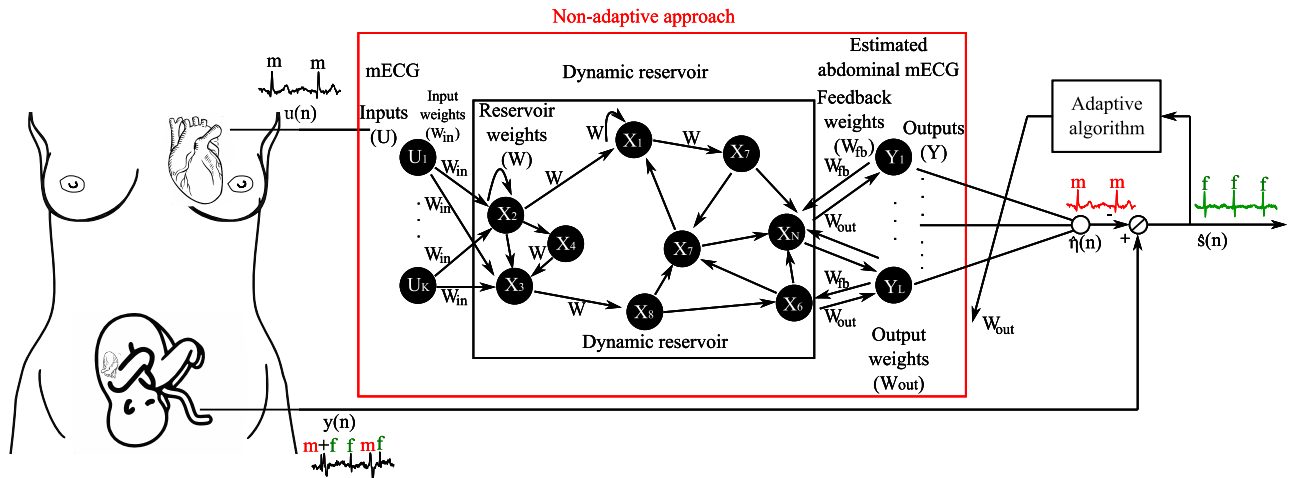 Non-adaptive approach
m m
u(n)
mECG
Inputs
(U)
Input
weights
(Win)
Reservoir
weights
(W)
Dynamic reservoir
Estimated
abdominal mECG
Feedback
weights
(Wfb)
Outputs
(Y)
Adaptive
algorithm
U1
UK
Win
Win
Win
Win
X2
X4
X3
W
W
W
W
W
X1
X7
X7
X8
XN
X6
Wfb
Wout
Wfb
Wout
Y1
YL
Dynamic reservoir
Output
weights
(Wout)
Wout
m m
-
+
η̂(n)
f f f
ŝ(n)
y(n)
m+f f mf